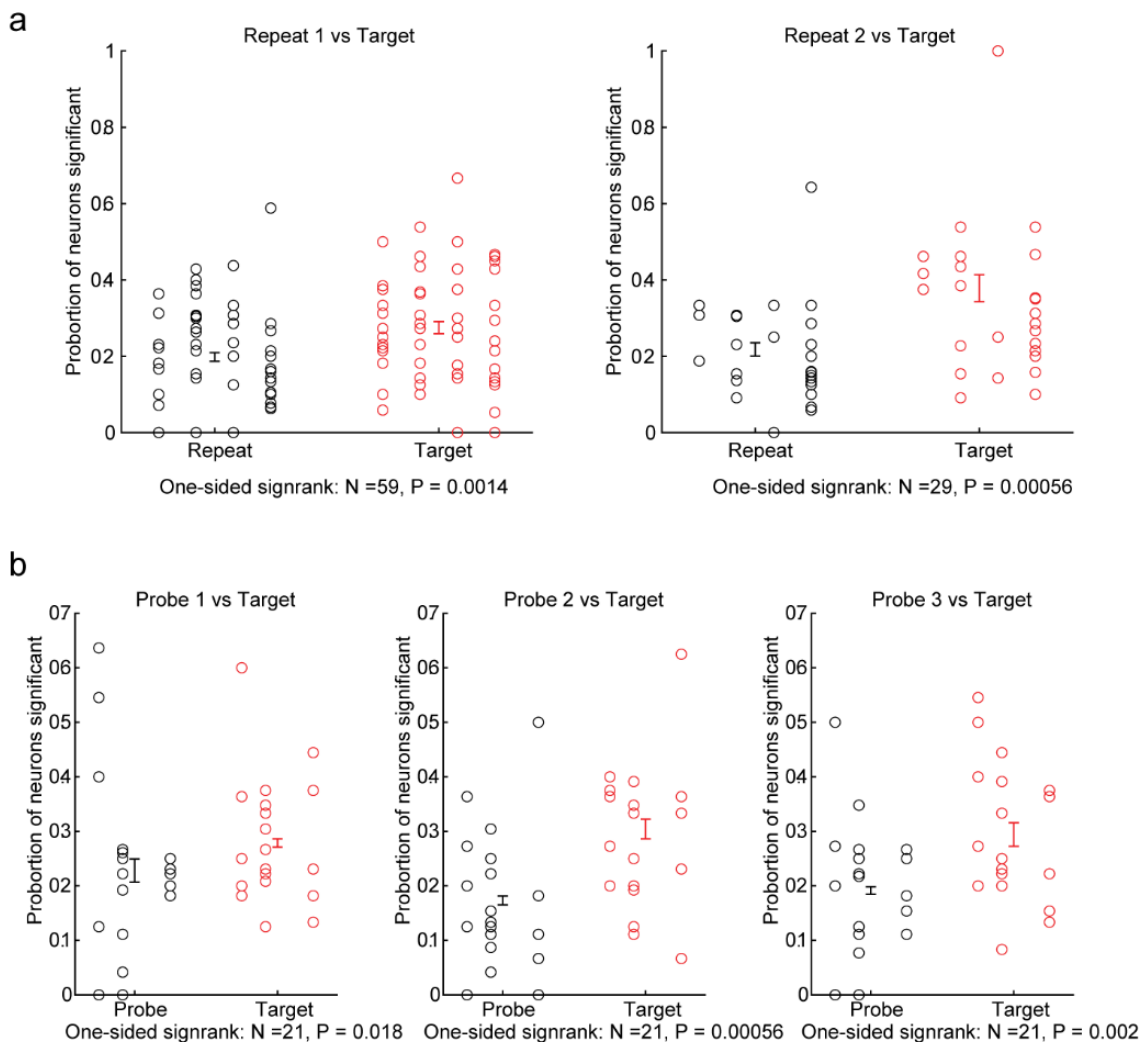 a
Repeat 1 vs Target
Probortion of neurons significant
1
08
06
04
02
0
Repeat
Target
One-sided signrank: N =59, P = 0.0014
Repeat 2 vs Target
Probortion of neurons significant
1
08
06
04
02
0
Repeat
Target
One-sided signrank: N =29, P = 0.00056
b
Probe 1 vs Target
Probortion of neurons significant
07
06
05
04
03
02
01
0
Probe
Target
One-sided signrank: N =21, P = 0.018
Probe 2 vs Target
Probortion of neurons significant
07
06
05
04
03
02
01
0
Probe
Target
One-sided signrank: N =21, P = 0.00056
Probe 3 vs Target
Probortion of neurons significant
07
06
05
04
03
02
01
0
Probe
Target
One-sided signrank: N =21, P = 0.002